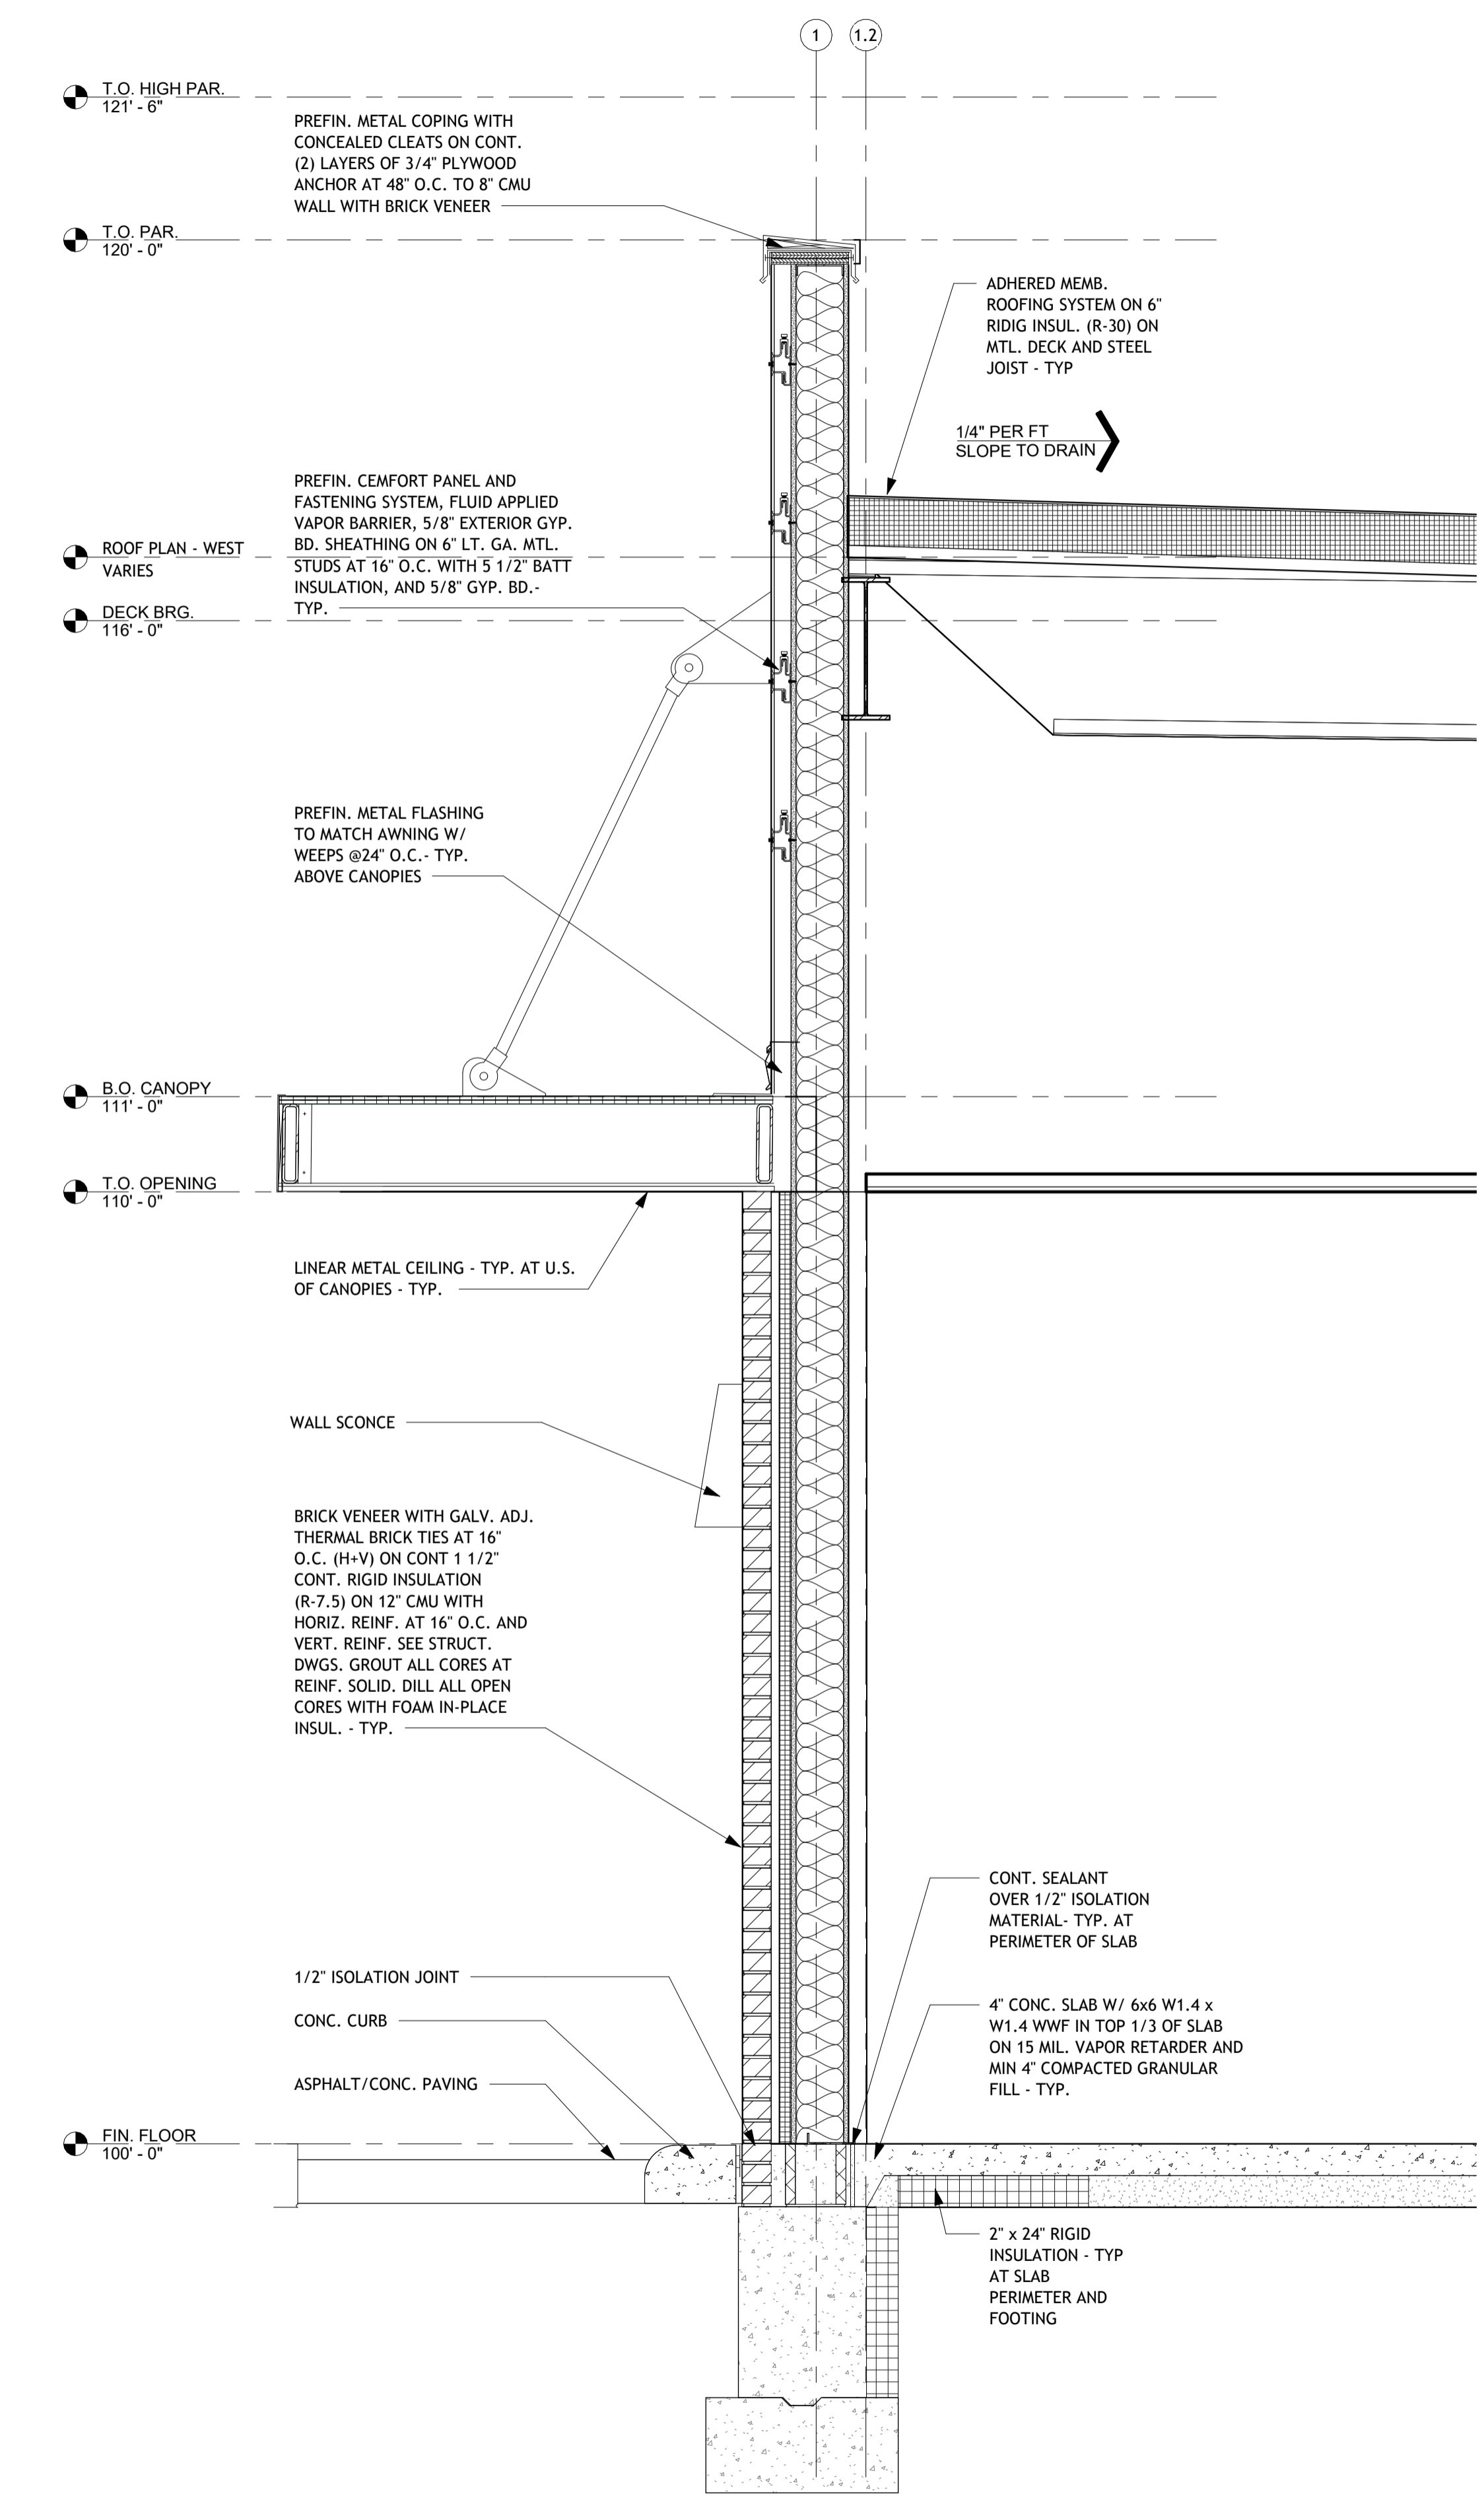 1
1.2
T.O. HIGH PAR.
121' - 6"
PREFIN. METAL COPING WITH
CONCEALED CLEATS ON CONT.
(2) LAYERS OF 3/4" PLYWOOD
ANCHOR AT 48" O.C. TO 8" CMU
WALL WITH BRICK VENEER
T.O. PAR.
120' - 0"
ADHERED MEMB.
ROOFING SYSTEM ON 6"
RIDIG INSUL. (R-30) ON
MTL. DECK AND STEEL
JOIST - TYP
1/4" PER FT
SLOPE TO DRAIN
PREFIN. CEMFORT PANEL AND
FASTENING SYSTEM, FLUID APPLIED
VAPOR BARRIER, 5/8" EXTERIOR GYP.
BD. SHEATHING ON 6" LT. GA. MTL.
STUDS AT 16" O.C. WITH 5 1/2" BATT
INSULATION, AND 5/8" GYP. BD.-
TYP.
ROOF PLAN - WEST
VARIES
DECK BRG.
116' - 0"
PREFIN. METAL FLASHING
TO MATCH AWNING W/
WEEPS @24" O.C.- TYP.
ABOVE CANOPIES
B.O. CANOPY
111' - 0"
T.O. OPENING
110' - 0"
LINEAR METAL CEILING - TYP. AT U.S.
OF CANOPIES - TYP.
WALL SCONCE
BRICK VENEER WITH GALV. ADJ.
THERMAL BRICK TIES AT 16"
O.C. (H+V) ON CONT 1 1/2"
CONT. RIGID INSULATION
(R-7.5) ON 12" CMU WITH
HORIZ. REINF. AT 16" O.C. AND
VERT. REINF. SEE STRUCT.
DWGS. GROUT ALL CORES AT
REINF. SOLID. DILL ALL OPEN
CORES WITH FOAM IN-PLACE
INSUL. - TYP.
CONT. SEALANT
OVER 1/2" ISOLATION
MATERIAL- TYP. AT
PERIMETER OF SLAB
1/2" ISOLATION JOINT
CONC. CURB
ASPHALT/CONC. PAVING
4" CONC. SLAB W/ 6x6 W1.4 x
W1.4 WWF IN TOP 1/3 OF SLAB
ON 15 MIL. VAPOR RETARDER AND
MIN 4" COMPACTED GRANULAR
FILL - TYP.
FIN. FLOOR
100' - 0"
2" x 24" RIGID
INSULATION - TYP
AT SLAB
PERIMETER AND
FOOTING